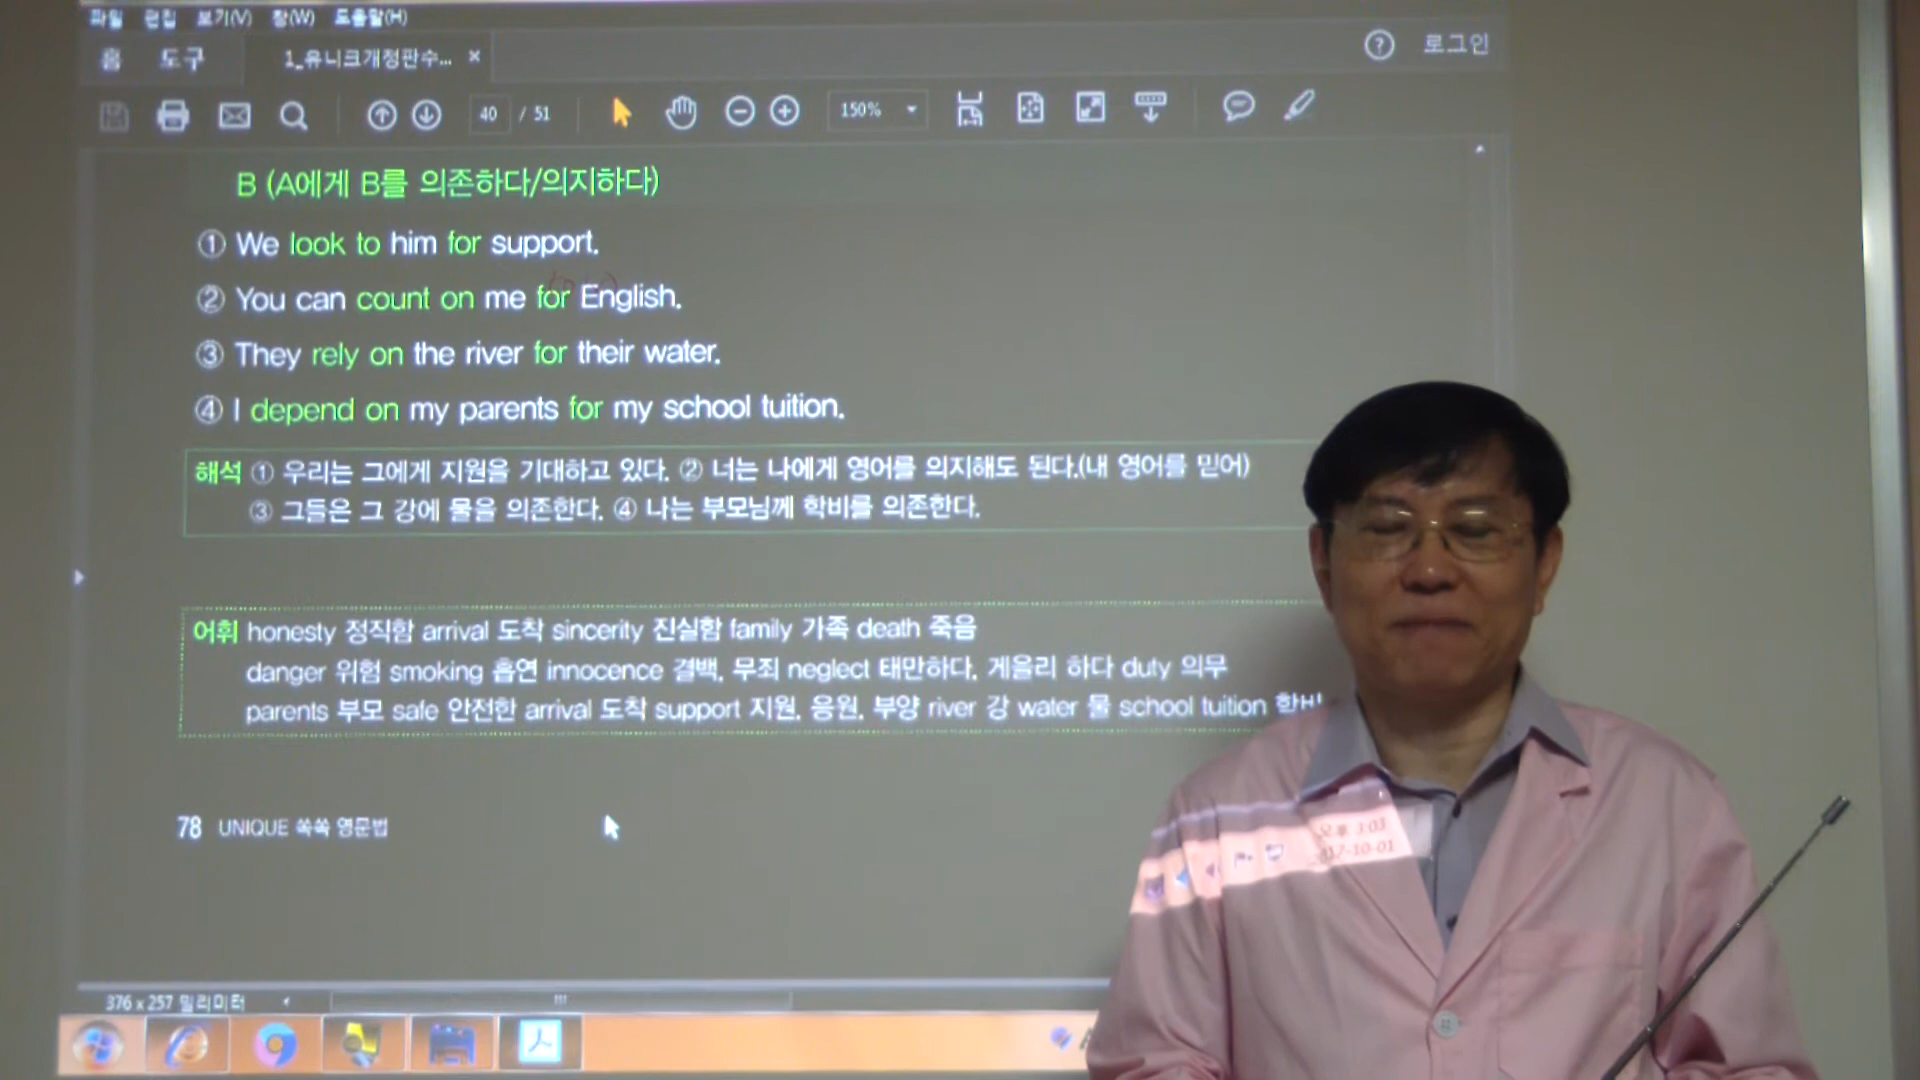 파일 편집 보기(V) 창(W) 도움말(H)
홈 도구 1_유니크개정판수... × ? 로그인
40 / 51 150%
B (A에게 B를 의존하다/의지하다)
① We look to him for support.
② You can count on me for English.
③ They rely on the river for their water.
④ I depend on my parents for my school tuition.
해석 ① 우리는 그에게 지원을 기대하고 있다. ② 너는 나에게 영어를 의지해도 된다.(내 영어를 믿어)
③ 그들은 그 강에 물을 의존한다. ④ 나는 부모님께 학비를 의존한다.
어휘 honesty 정직함 arrival 도착 sincerity 진실함 family 가족 death 죽음
danger 위험 smoking 흡연 innocence 결백, 무죄 neglect 태만하다, 게을리 하다 duty 의무
parents 부모 safe 안전한 arrival 도착 support 지원, 응원, 부양 river 강 water 물 school tuition 학비
78 UNIQUE 쏙쏙 영문법
오후 3:03
017-10-01
376 x 257 밀리미터